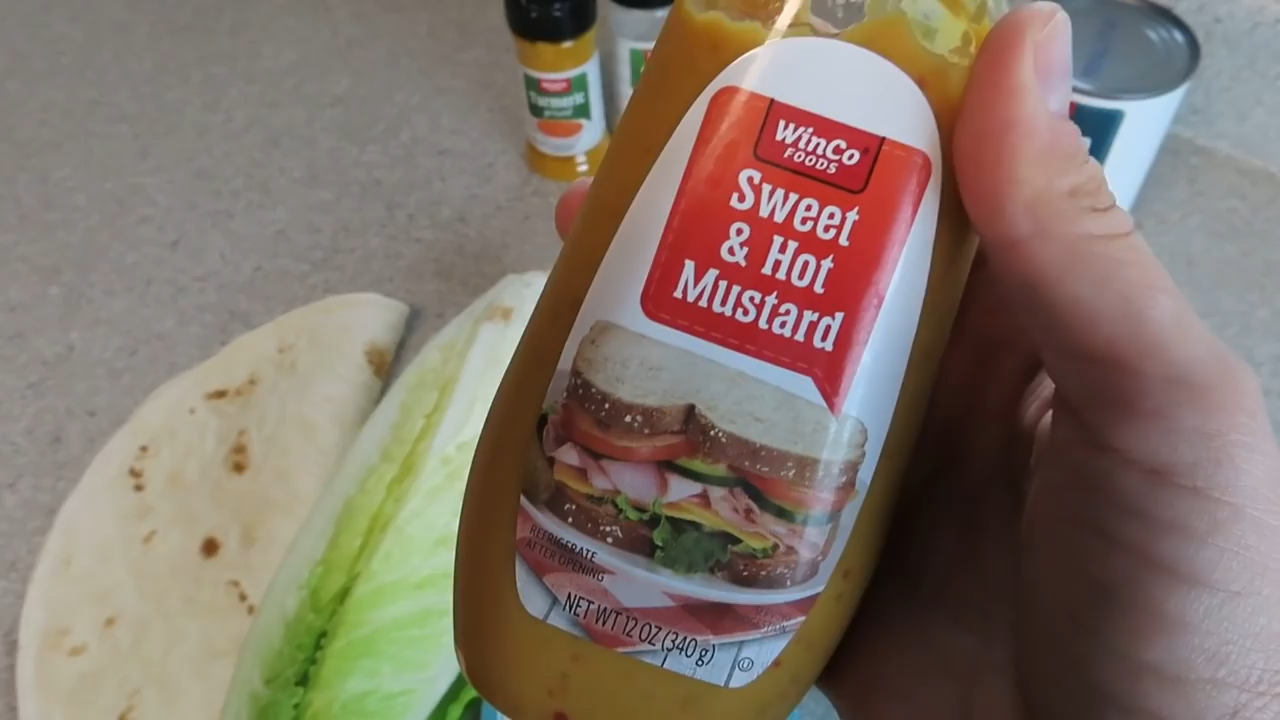 Turmeric
WinCo
FOODS
Sweet
& Hot
Mustard
REFRIGERATE
AFTER OPENING
NET WT 12 OZ (340 g)